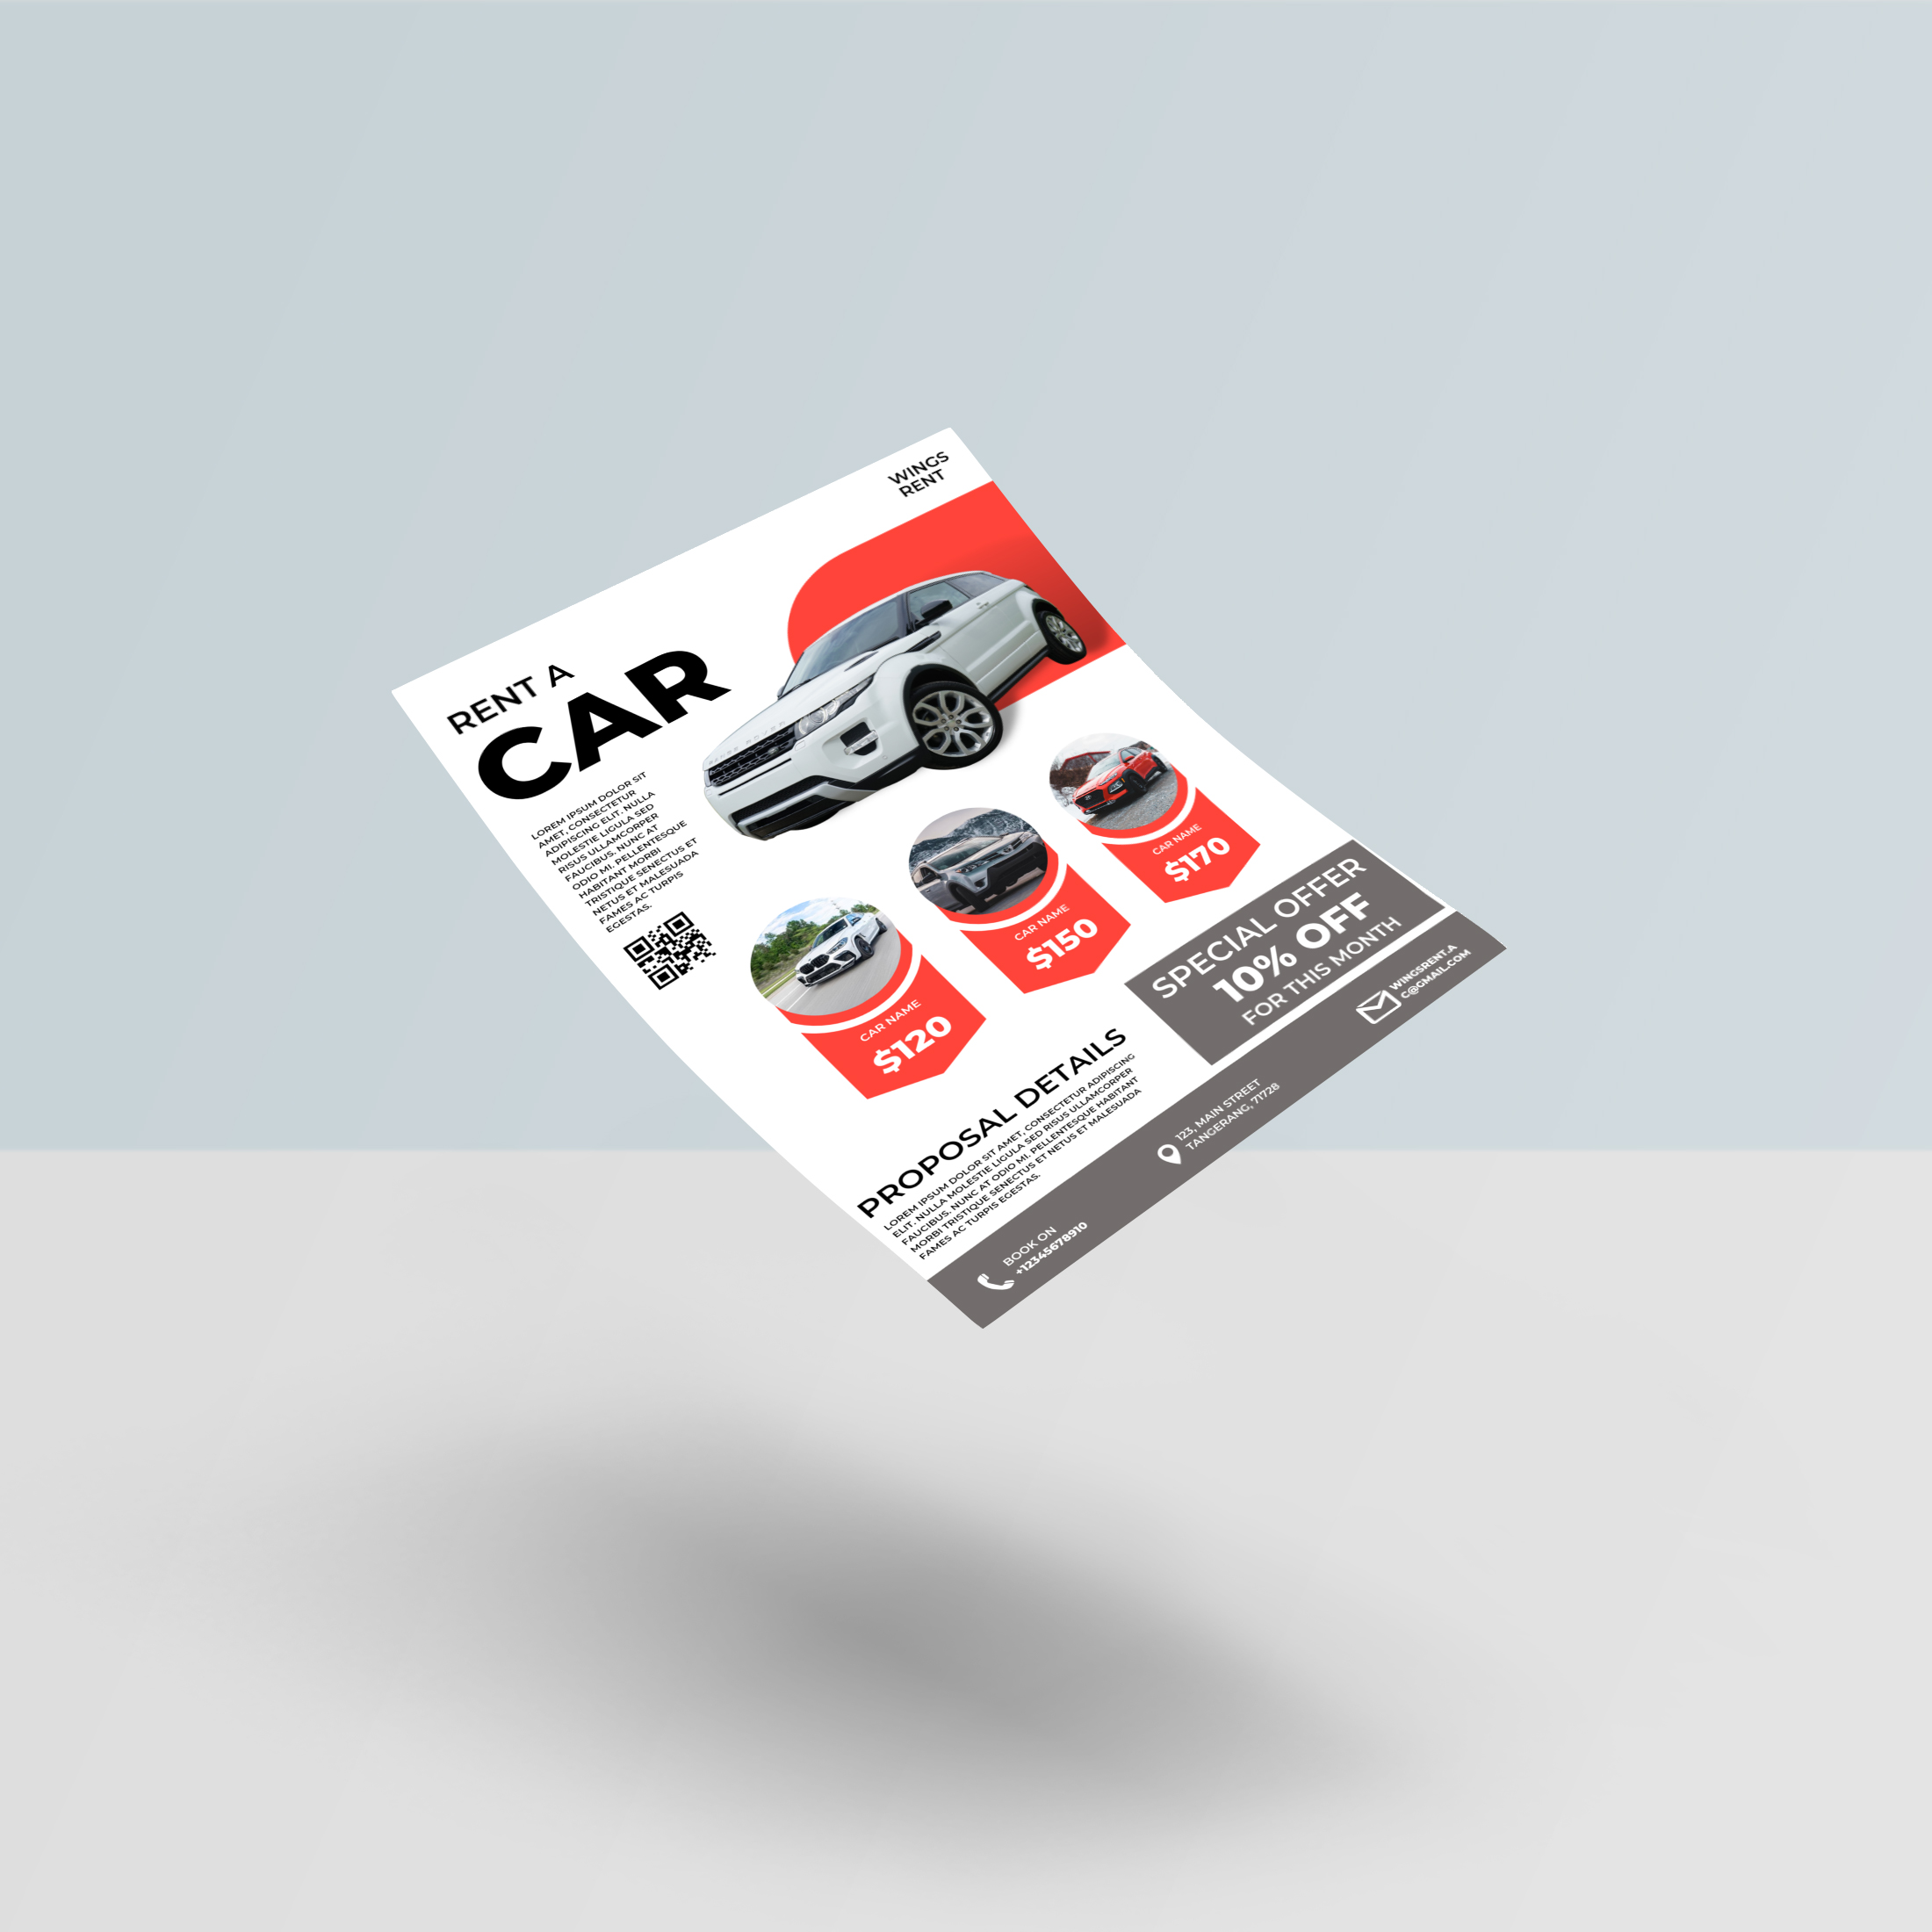 WINGS
RENT
RENT A
CAR
LOREM IPSUM DOLOR SIT
AMET, CONSECTETUR
ADIPISCING ELIT. NULLA
MOLESTIE LIGULA SED
RISUS ULLAMCORPER
FAUCIBUS. NUNC AT
ODIO MI. PELLENTESQUE
HABITANT MORBI
TRISTIQUE SENECTUS ET
NETUS ET MALESUADA
FAMES AC TURPIS
EGESTAS.
CAR NAME
$120
CAR NAME
$150
CAR NAME
$170
PROPOSAL DETAILS
LOREM IPSUM DOLOR SIT AMET, CONSECTETUR ADIPISCING
ELIT. NULLA MOLESTIE LIGULA SED RISUS ULLAMCORPER
FAUCIBUS. NUNC AT ODIO MI. PELLENTESQUE HABITANT
MORBI TRISTIQUE SENECTUS ET NETUS ET MALESUADA
FAMES AC TURPIS EGESTAS.
SPECIAL OFFER
10% OFF
FOR THIS MONTH
BOOK ON
+12345678910
123, MAIN STREET
TANGERANG, 71728
WINGSRENT.A
C@GMAIL.COM